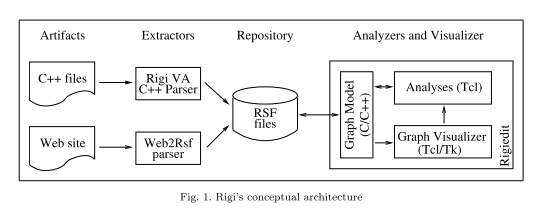 Artifacts
Extractors
Repository
Analyzers and Visualizer
C++ files
Rigi VA
C++ Parser
RSF
files
Graph Model
(C/C++)
Analyses (Tcl)
Web site
Web2Rsf
parser
Graph Visualizer
(Tcl/Tk)
Rigiedit
Fig. 1. Rigi's conceptual architecture